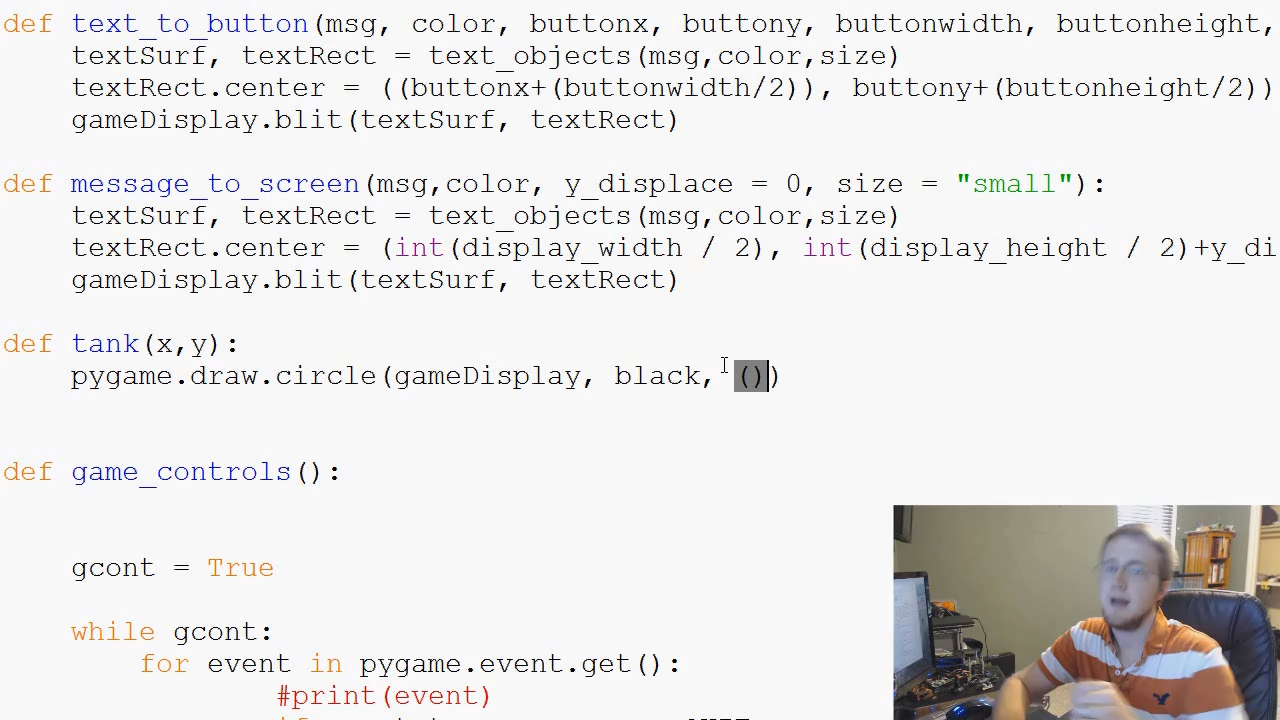 def text_to_button(msg, color, buttonx, buttony, buttonwidth, buttonheight,
textSurf, textRect = text_objects(msg,color,size)
textRect.center = ((buttonx+(buttonwidth/2)), buttony+(buttonheight/2))
gameDisplay.blit(textSurf, textRect)
def message_to_screen(msg,color, y_displace = 0, size = "small"):
textSurf, textRect = text_objects(msg,color,size)
textRect.center = (int(display_width / 2), int(display_height / 2)+y_di
gameDisplay.blit(textSurf, textRect)
def tank(x,y):
pygame.draw.circle(gameDisplay, black, ())
def game_controls():
gcont = True
while gcont:
for event in pygame.event.get():
#print(event)